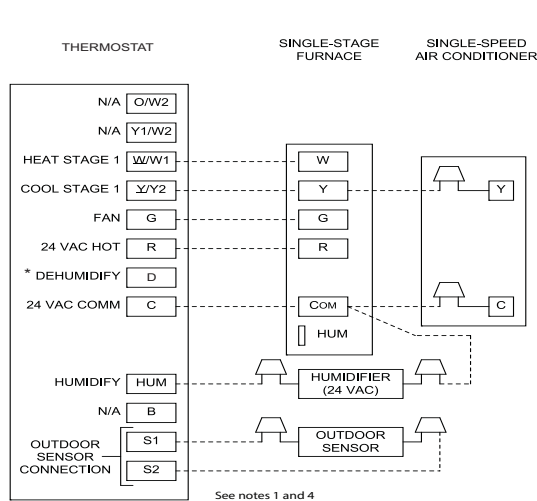 THERMOSTAT
SINGLE-STAGE
FURNACE
SINGLE-SPEED
AIR CONDITIONER
N/A O/W2
N/A Y1/W2
HEAT STAGE 1 W/W1 W
COOL STAGE 1 Y/Y2 Y Y
FAN G G
24 VAC HOT R R
* DEHUMIDIFY D
24 VAC COMM C COM C
HUM
HUMIDIFY HUM HUMIDIFIER
(24 VAC)
N/A B
OUTDOOR
SENSOR
CONNECTION
S1
S2
OUTDOOR
SENSOR
See notes 1 and 4